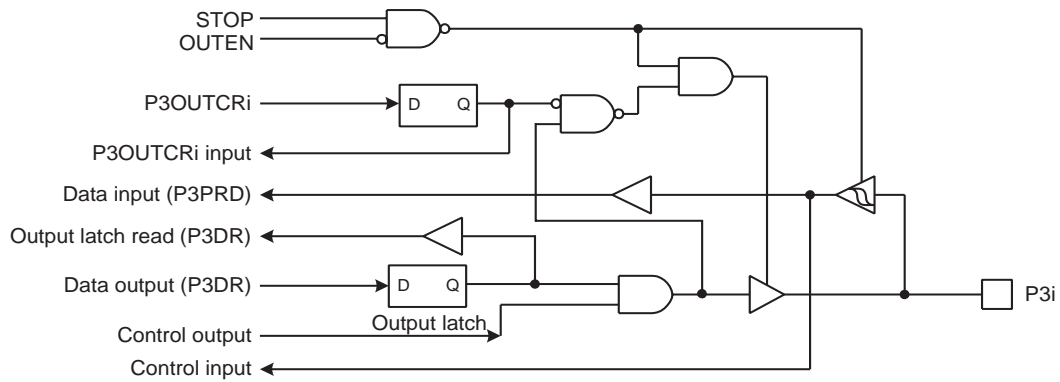 STOP
OUTEN
P3OUTCRi
D Q
P3OUTCRi input
Data input (P3PRD)
Output latch read (P3DR)
Data output (P3DR)
D Q
P3i
Output latch
Control output
Control input